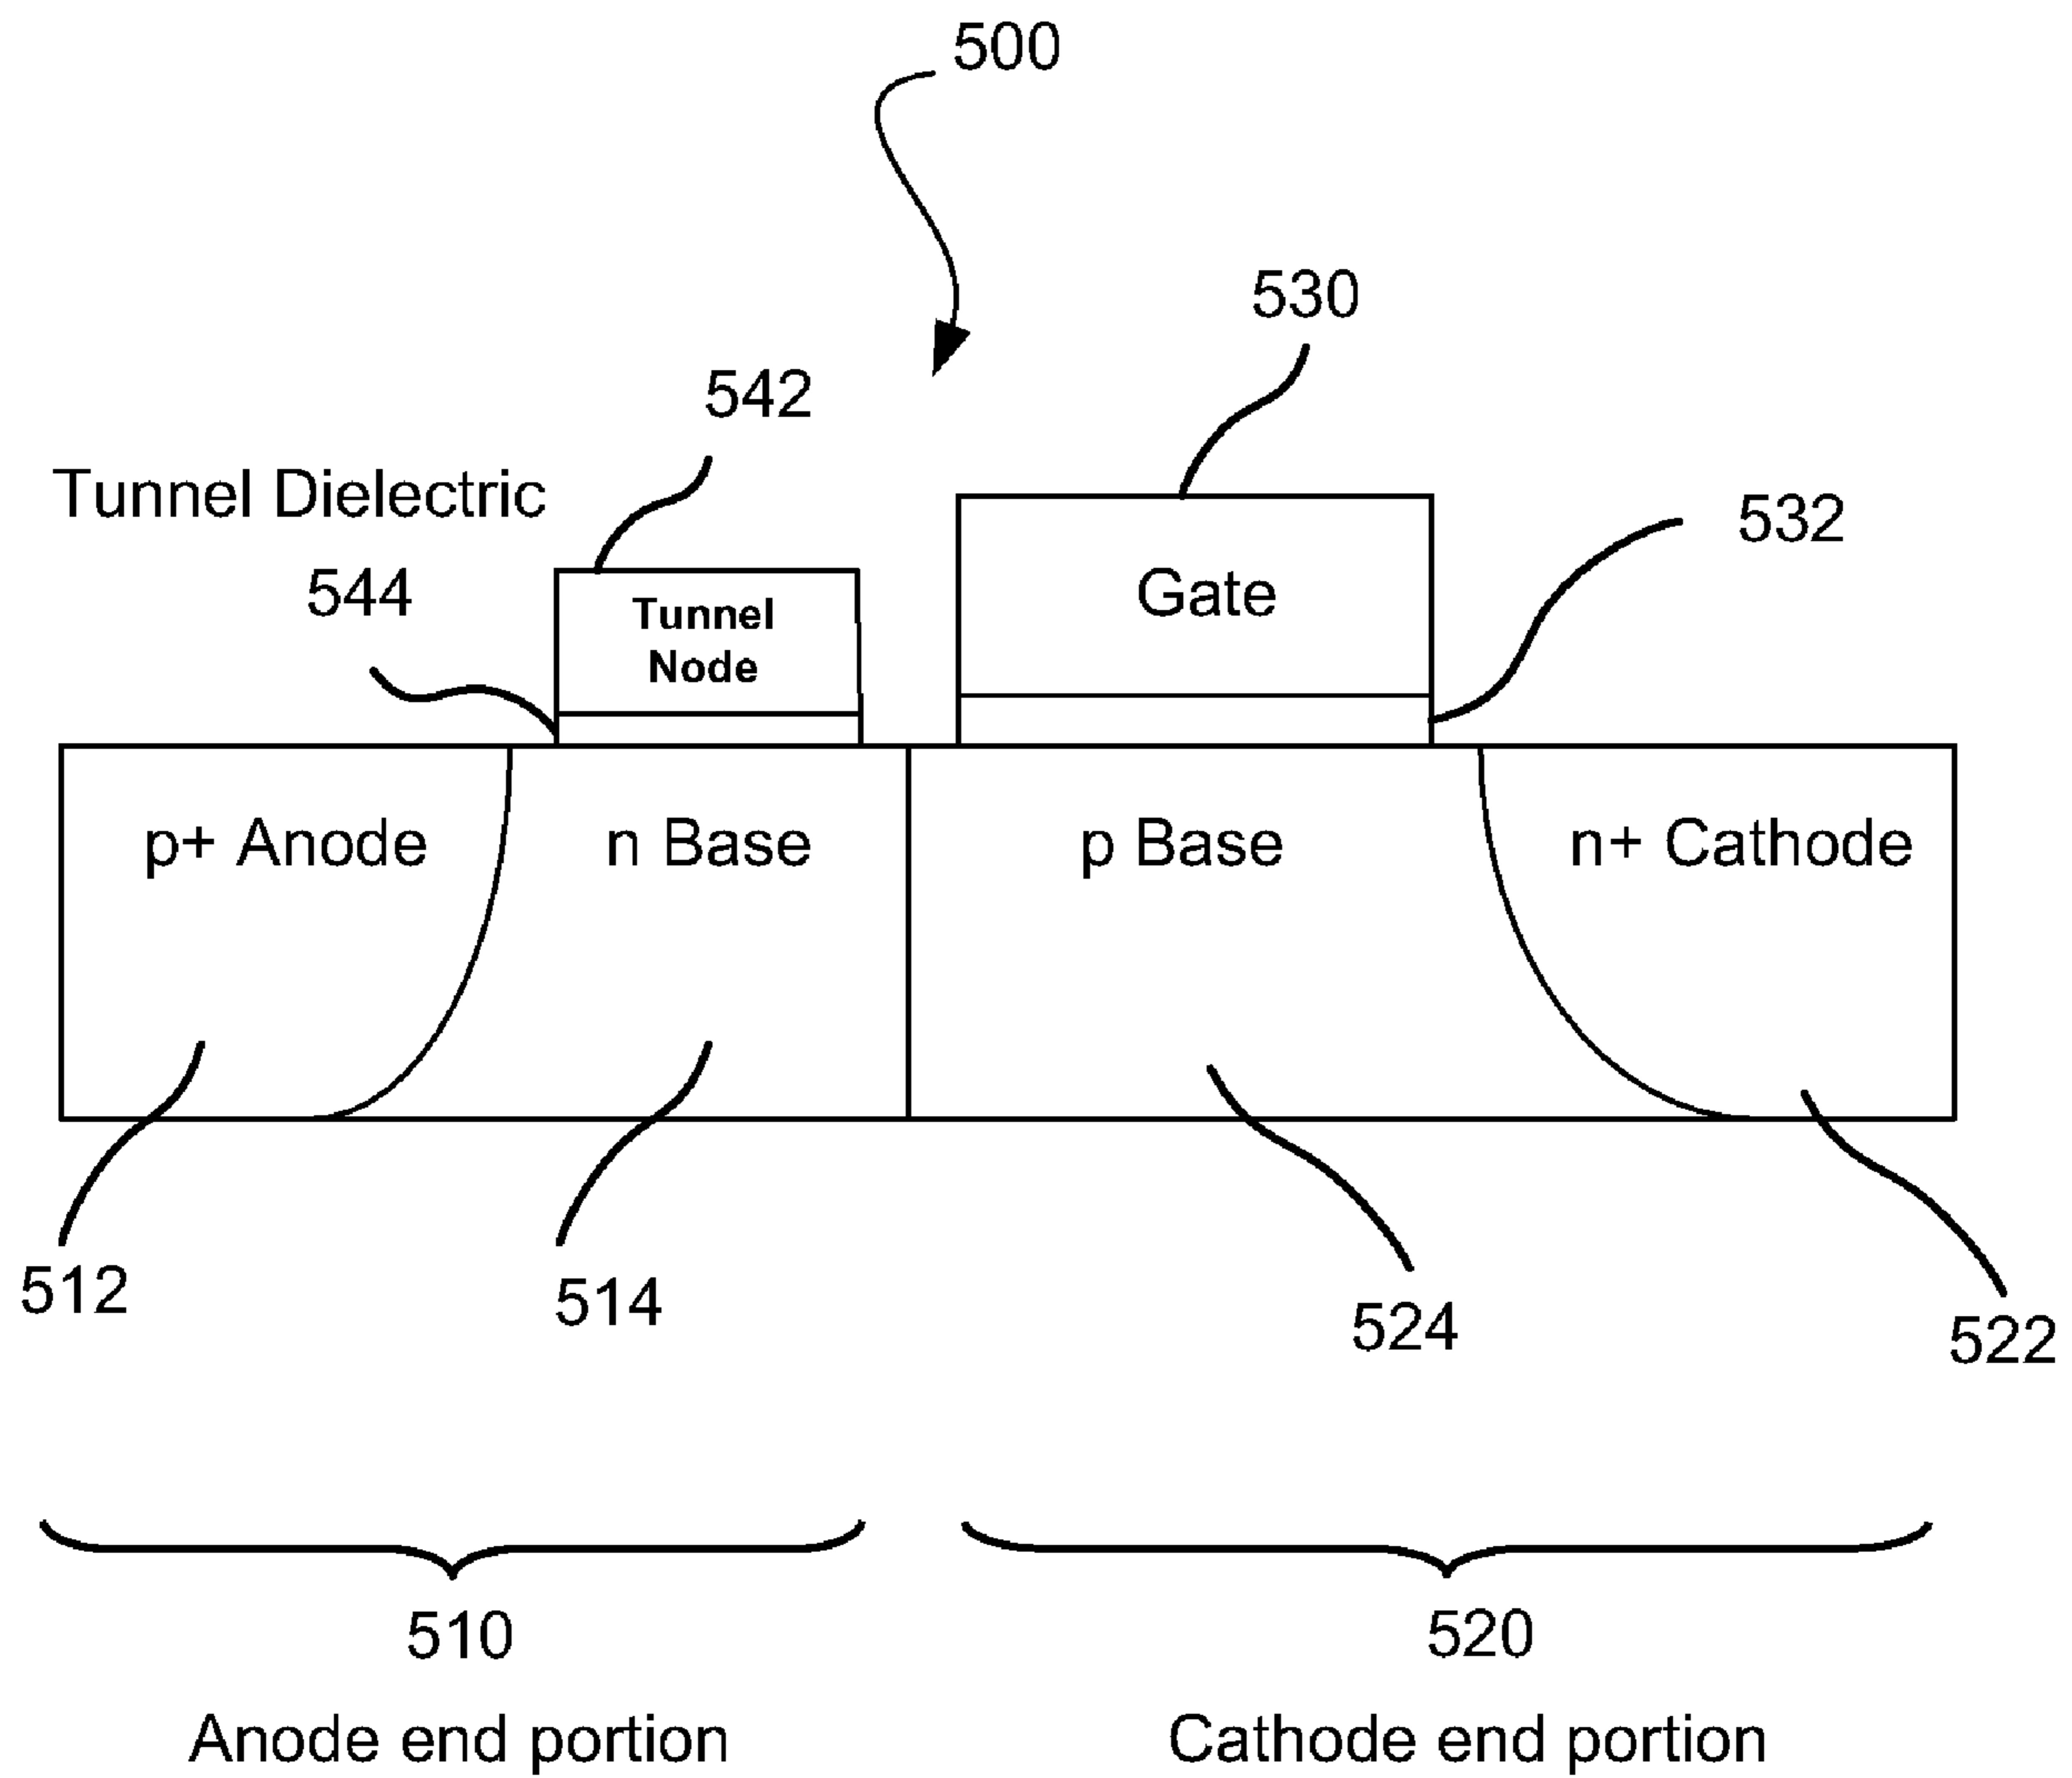 500
530
542
Tunnel Dielectric
532
544
Tunnel
Node
Gate
p+ Anode
n Base
p Base
n+ Cathode
512
514
524
522
510
520
Anode end portion
Cathode end portion